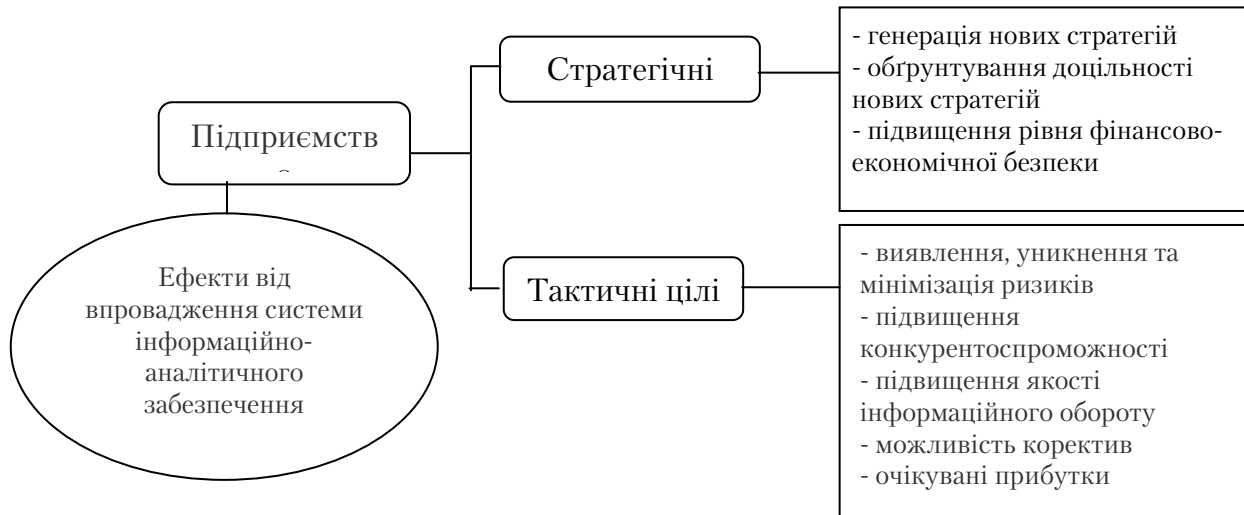 Підприємств
Ефекти від
впровадження системи
інформаційно-
аналітичного
забезпечення
Стратегічні
- генерація нових стратегій
- обґрунтування доцільності
нових стратегій
- підвищення рівня фінансово-
економічної безпеки
Тактичні цілі
- виявлення, уникнення та
мінімізація ризиків
- підвищення
конкурентоспроможності
- підвищення якості
інформаційного обороту
- можливість коректив
- очікувані прибутки